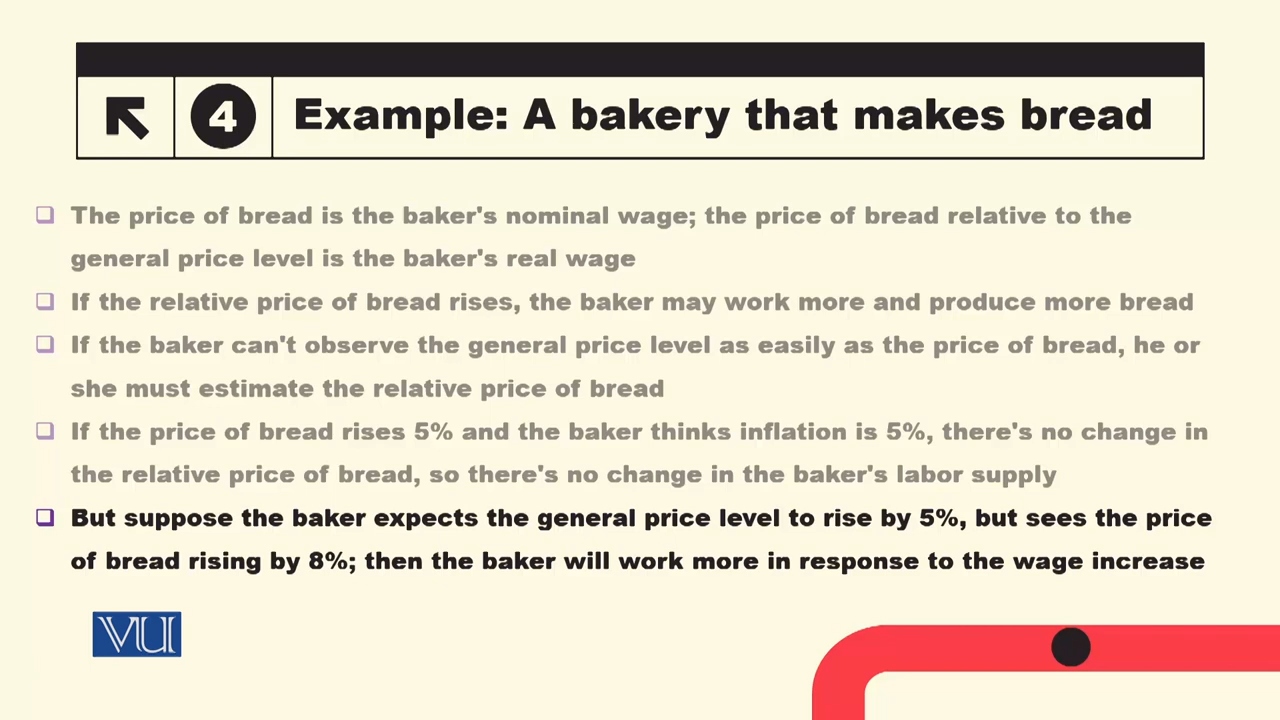 4 Example: A bakery that makes bread
The price of bread is the baker's nominal wage; the price of bread relative to the
general price level is the baker's real wage
If the relative price of bread rises, the baker may work more and produce more bread
If the baker can't observe the general price level as easily as the price of bread, he or
she must estimate the relative price of bread
If the price of bread rises 5% and the baker thinks inflation is 5%, there's no change in
the relative price of bread, so there's no change in the baker's labor supply
But suppose the baker expects the general price level to rise by 5%, but sees the price
of bread rising by 8%; then the baker will work more in response to the wage increase
VU